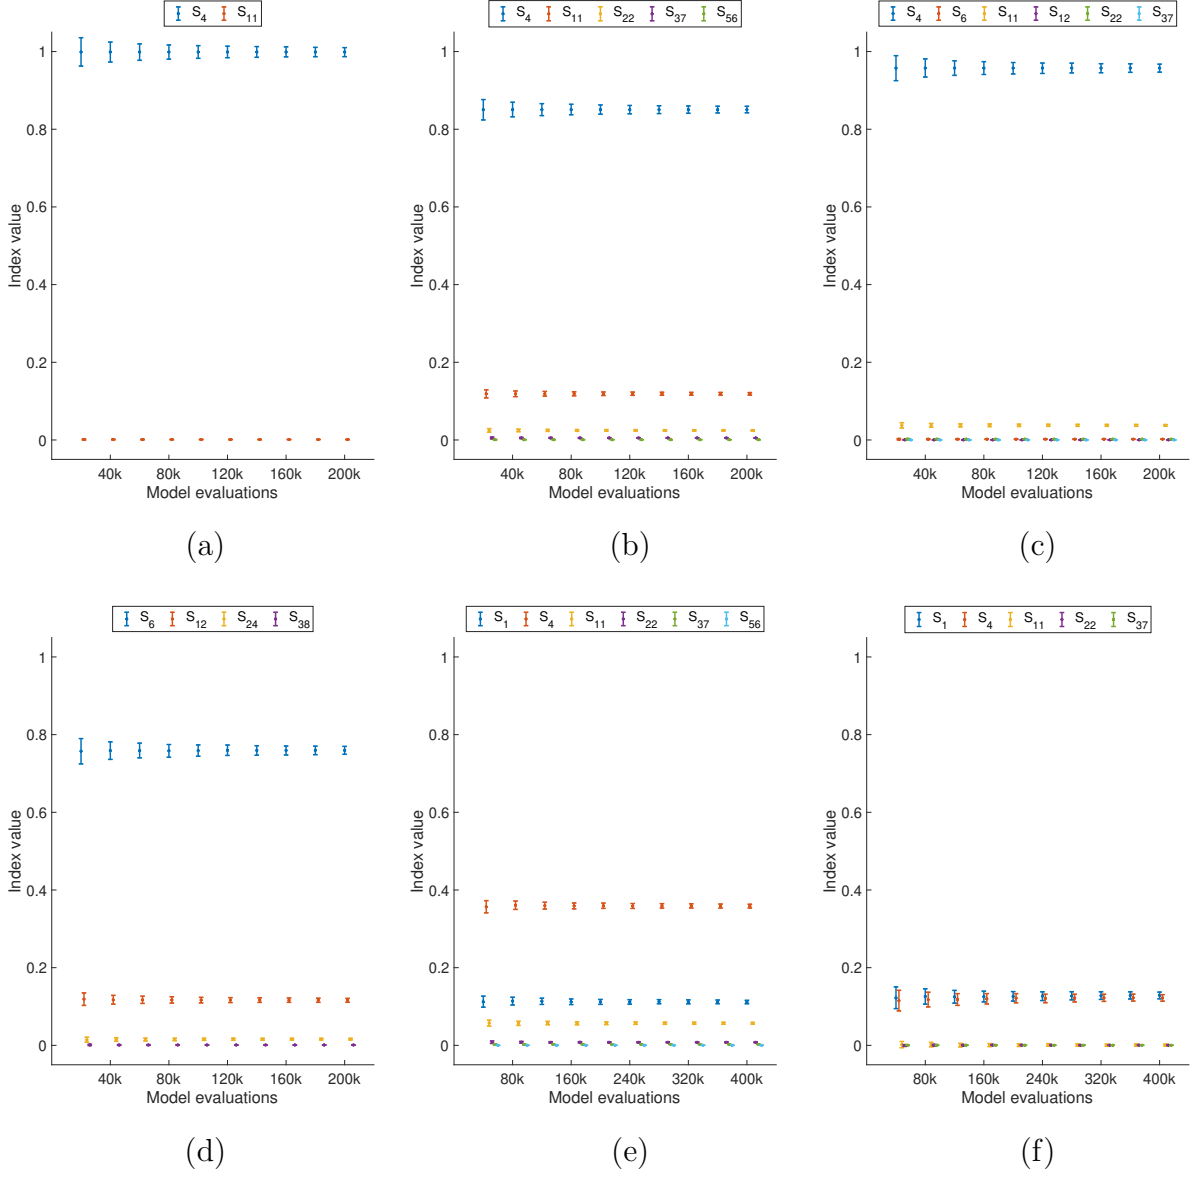 S4 S11
1
0.8
0.6
0.4
0.2
0
Index value
40k 80k 120k 160k 200k
Model evaluations
(a)
S4 S11 S22 S37 S56
1
0.8
0.6
0.4
0.2
0
Index value
40k 80k 120k 160k 200k
Model evaluations
(b)
S4 S6 S11 S12 S22 S37
1
0.8
0.6
0.4
0.2
0
Index value
40k 80k 120k 160k 200k
Model evaluations
(c)
S6 S12 S24 S38
1
0.8
0.6
0.4
0.2
0
Index value
40k 80k 120k 160k 200k
Model evaluations
(d)
S1 S4 S11 S22 S37 S56
1
0.8
0.6
0.4
0.2
0
Index value
80k 160k 240k 320k 400k
Model evaluations
(e)
S1 S4 S11 S22 S37
1
0.8
0.6
0.4
0.2
0
Index value
80k 160k 240k 320k 400k
Model evaluations
(f)